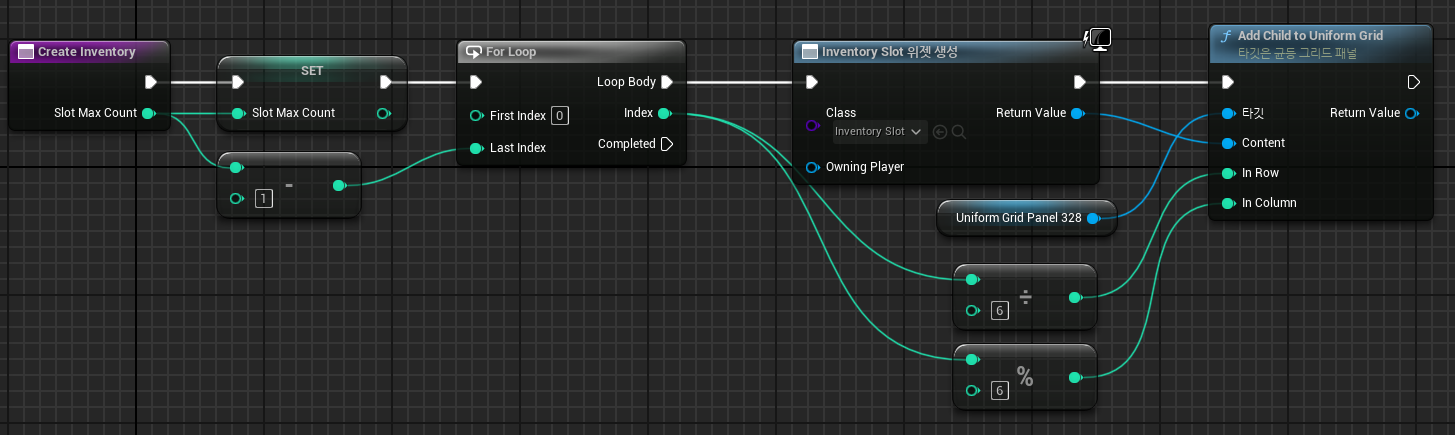 Create Inventory
Slot Max Count
SET
Slot Max Count
-
1
For Loop
Loop Body
First Index 0
Index
Last Index
Completed
Inventory Slot 위젯 생성
Class
Inventory Slot
Return Value
Owning Player
Uniform Grid Panel 328
÷
6
%
6
f Add Child to Uniform Grid
타깃은 균등 그리드 패널
타깃
Return Value
Content
In Row
In Column